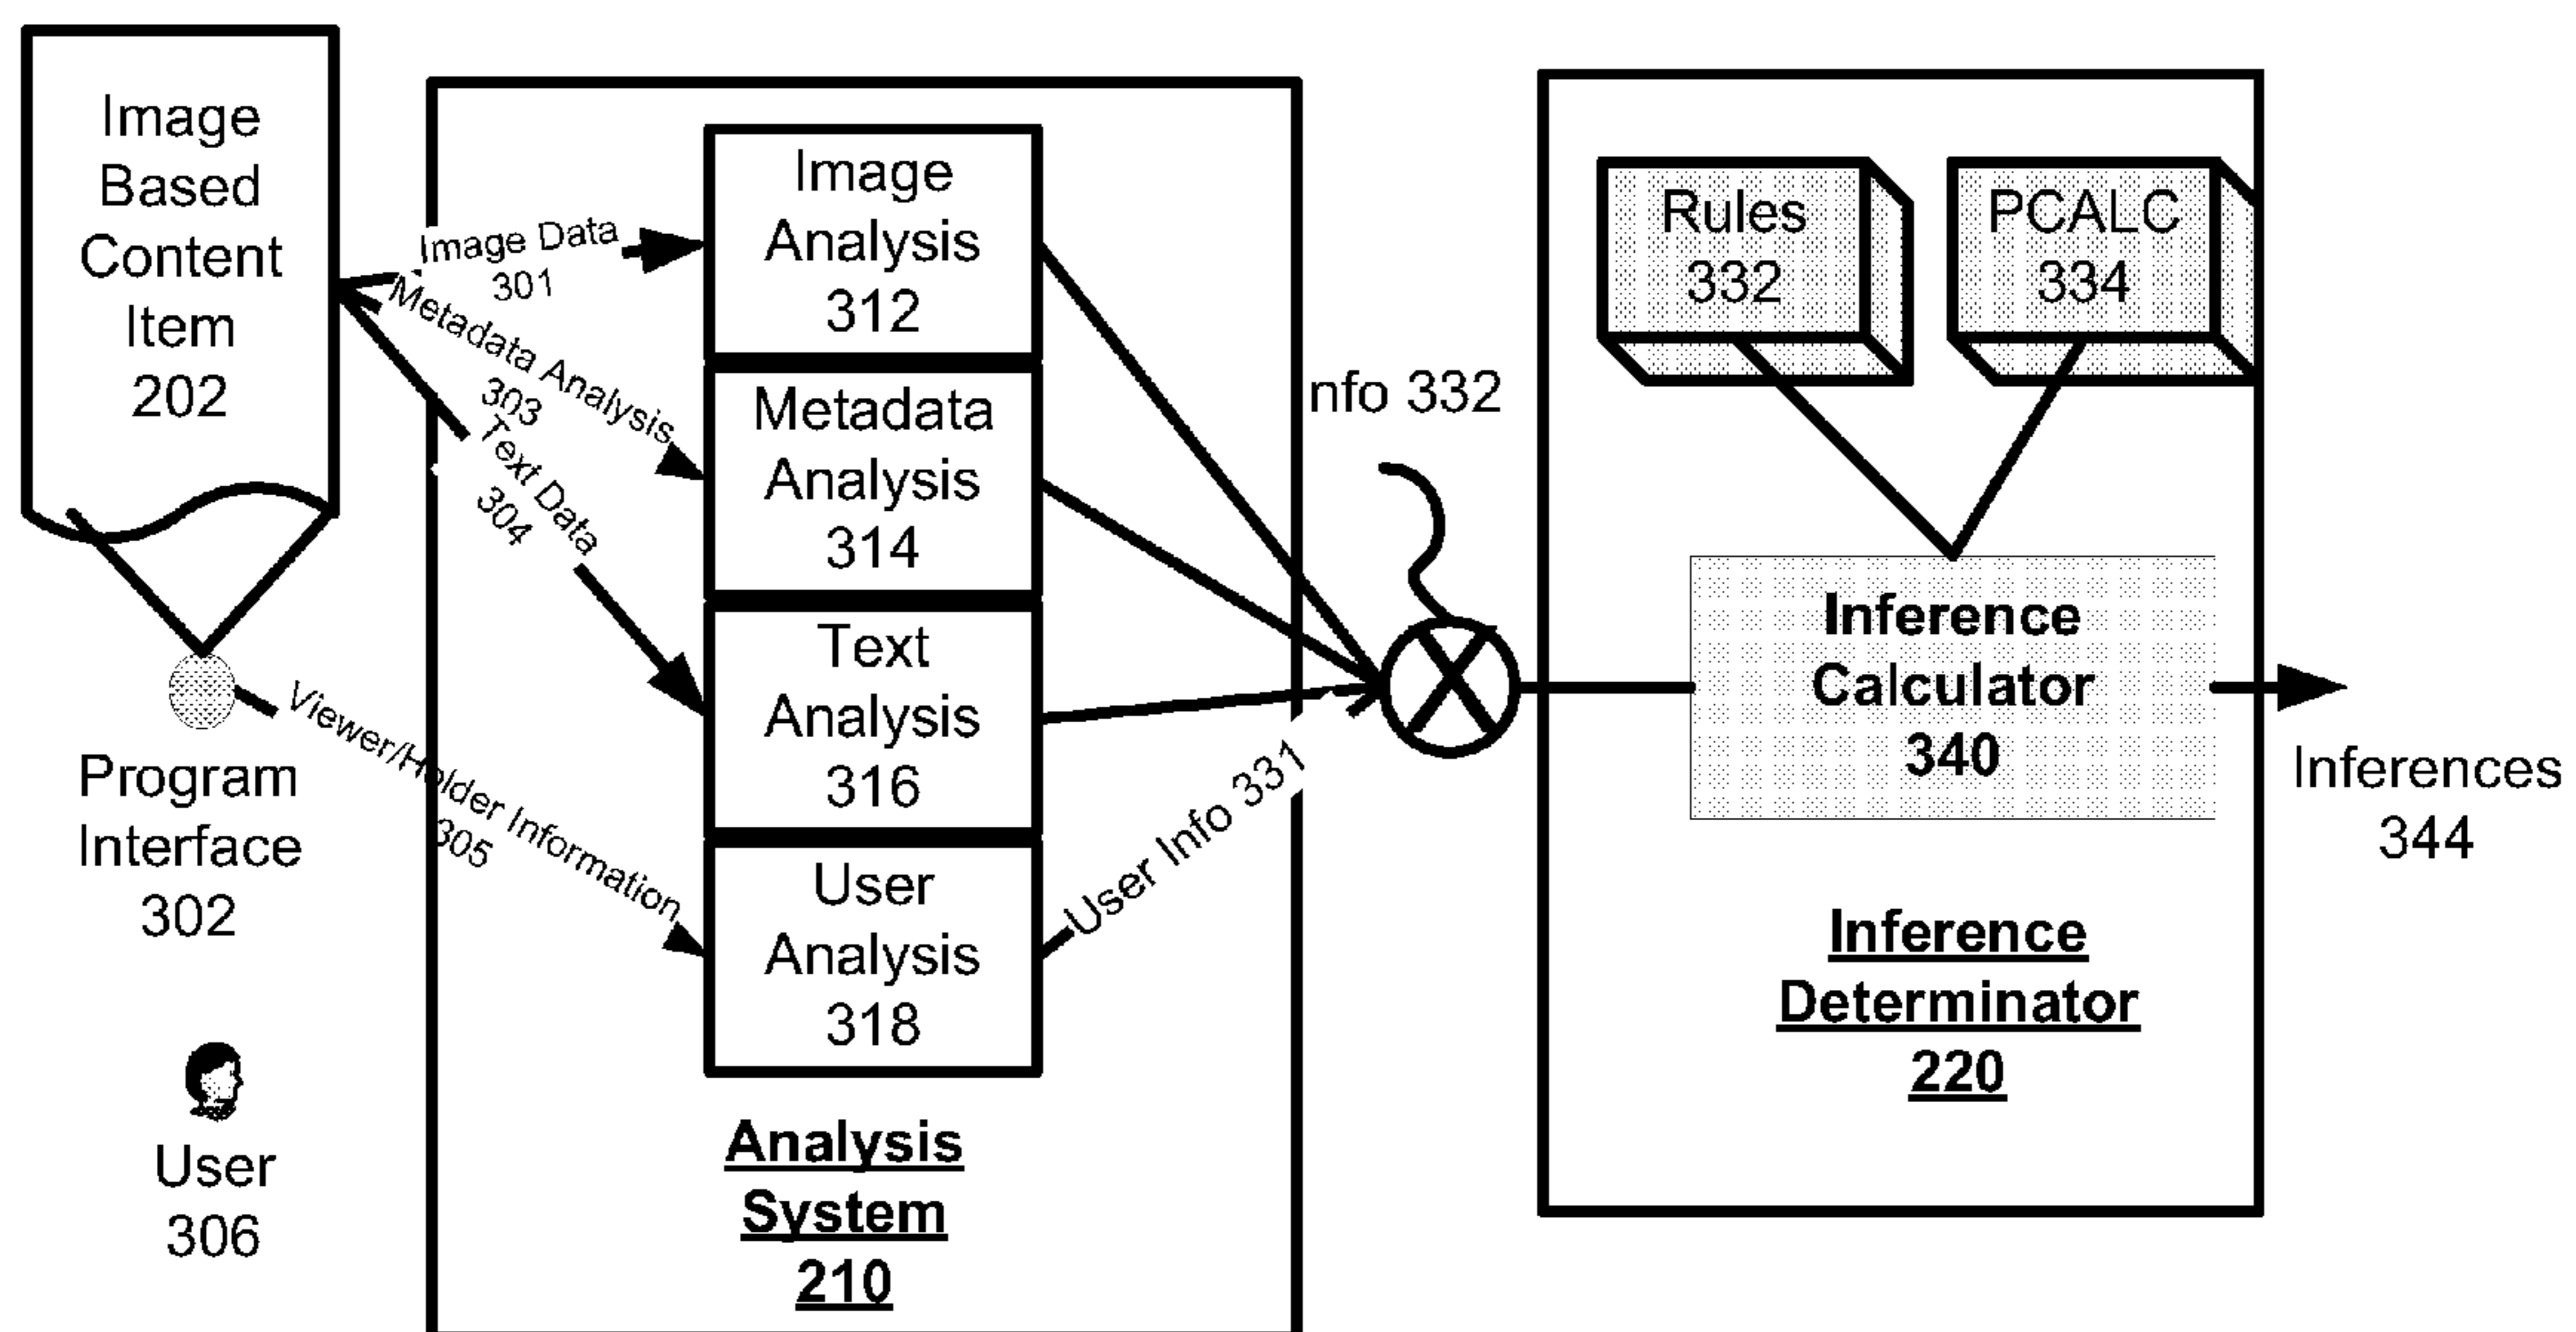 Image
Based
Content
Item
202
Image Data
301
Metadata Analysis
303
Text Data
304
Program
Interface
302
Viewer/Holder Information
305
User
306
Image
Analysis
312
Metadata
Analysis
314
Text
Analysis
316
User
Analysis
318
Analysis
System
210
User Info 331
nfo 332
Rules
332
PCALC
334
Inference
Calculator
340
Inference
Determinator
220
Inferences
344